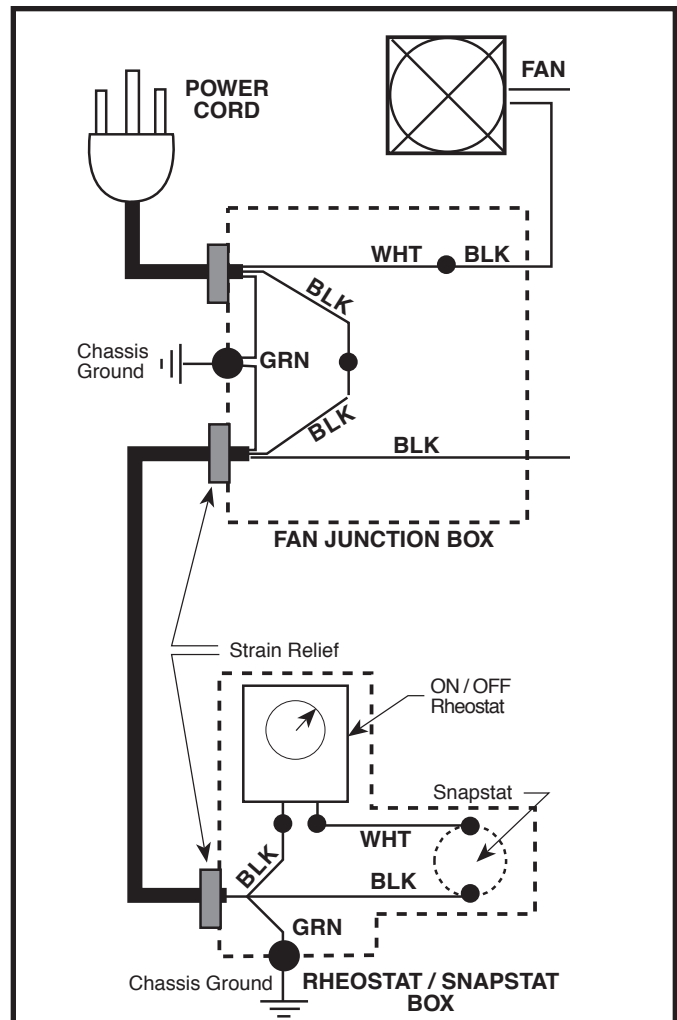 POWER
CORD
FAN
WHT
BLK
BLK
Chassis
Ground
GRN
BLK
BLK
FAN JUNCTION BOX
Strain Relief
ON / OFF
Rheostat
Snapstat
WHT
BLK
BLK
GRN
Chassis Ground
RHEOSTAT / SNAPSTAT
BOX